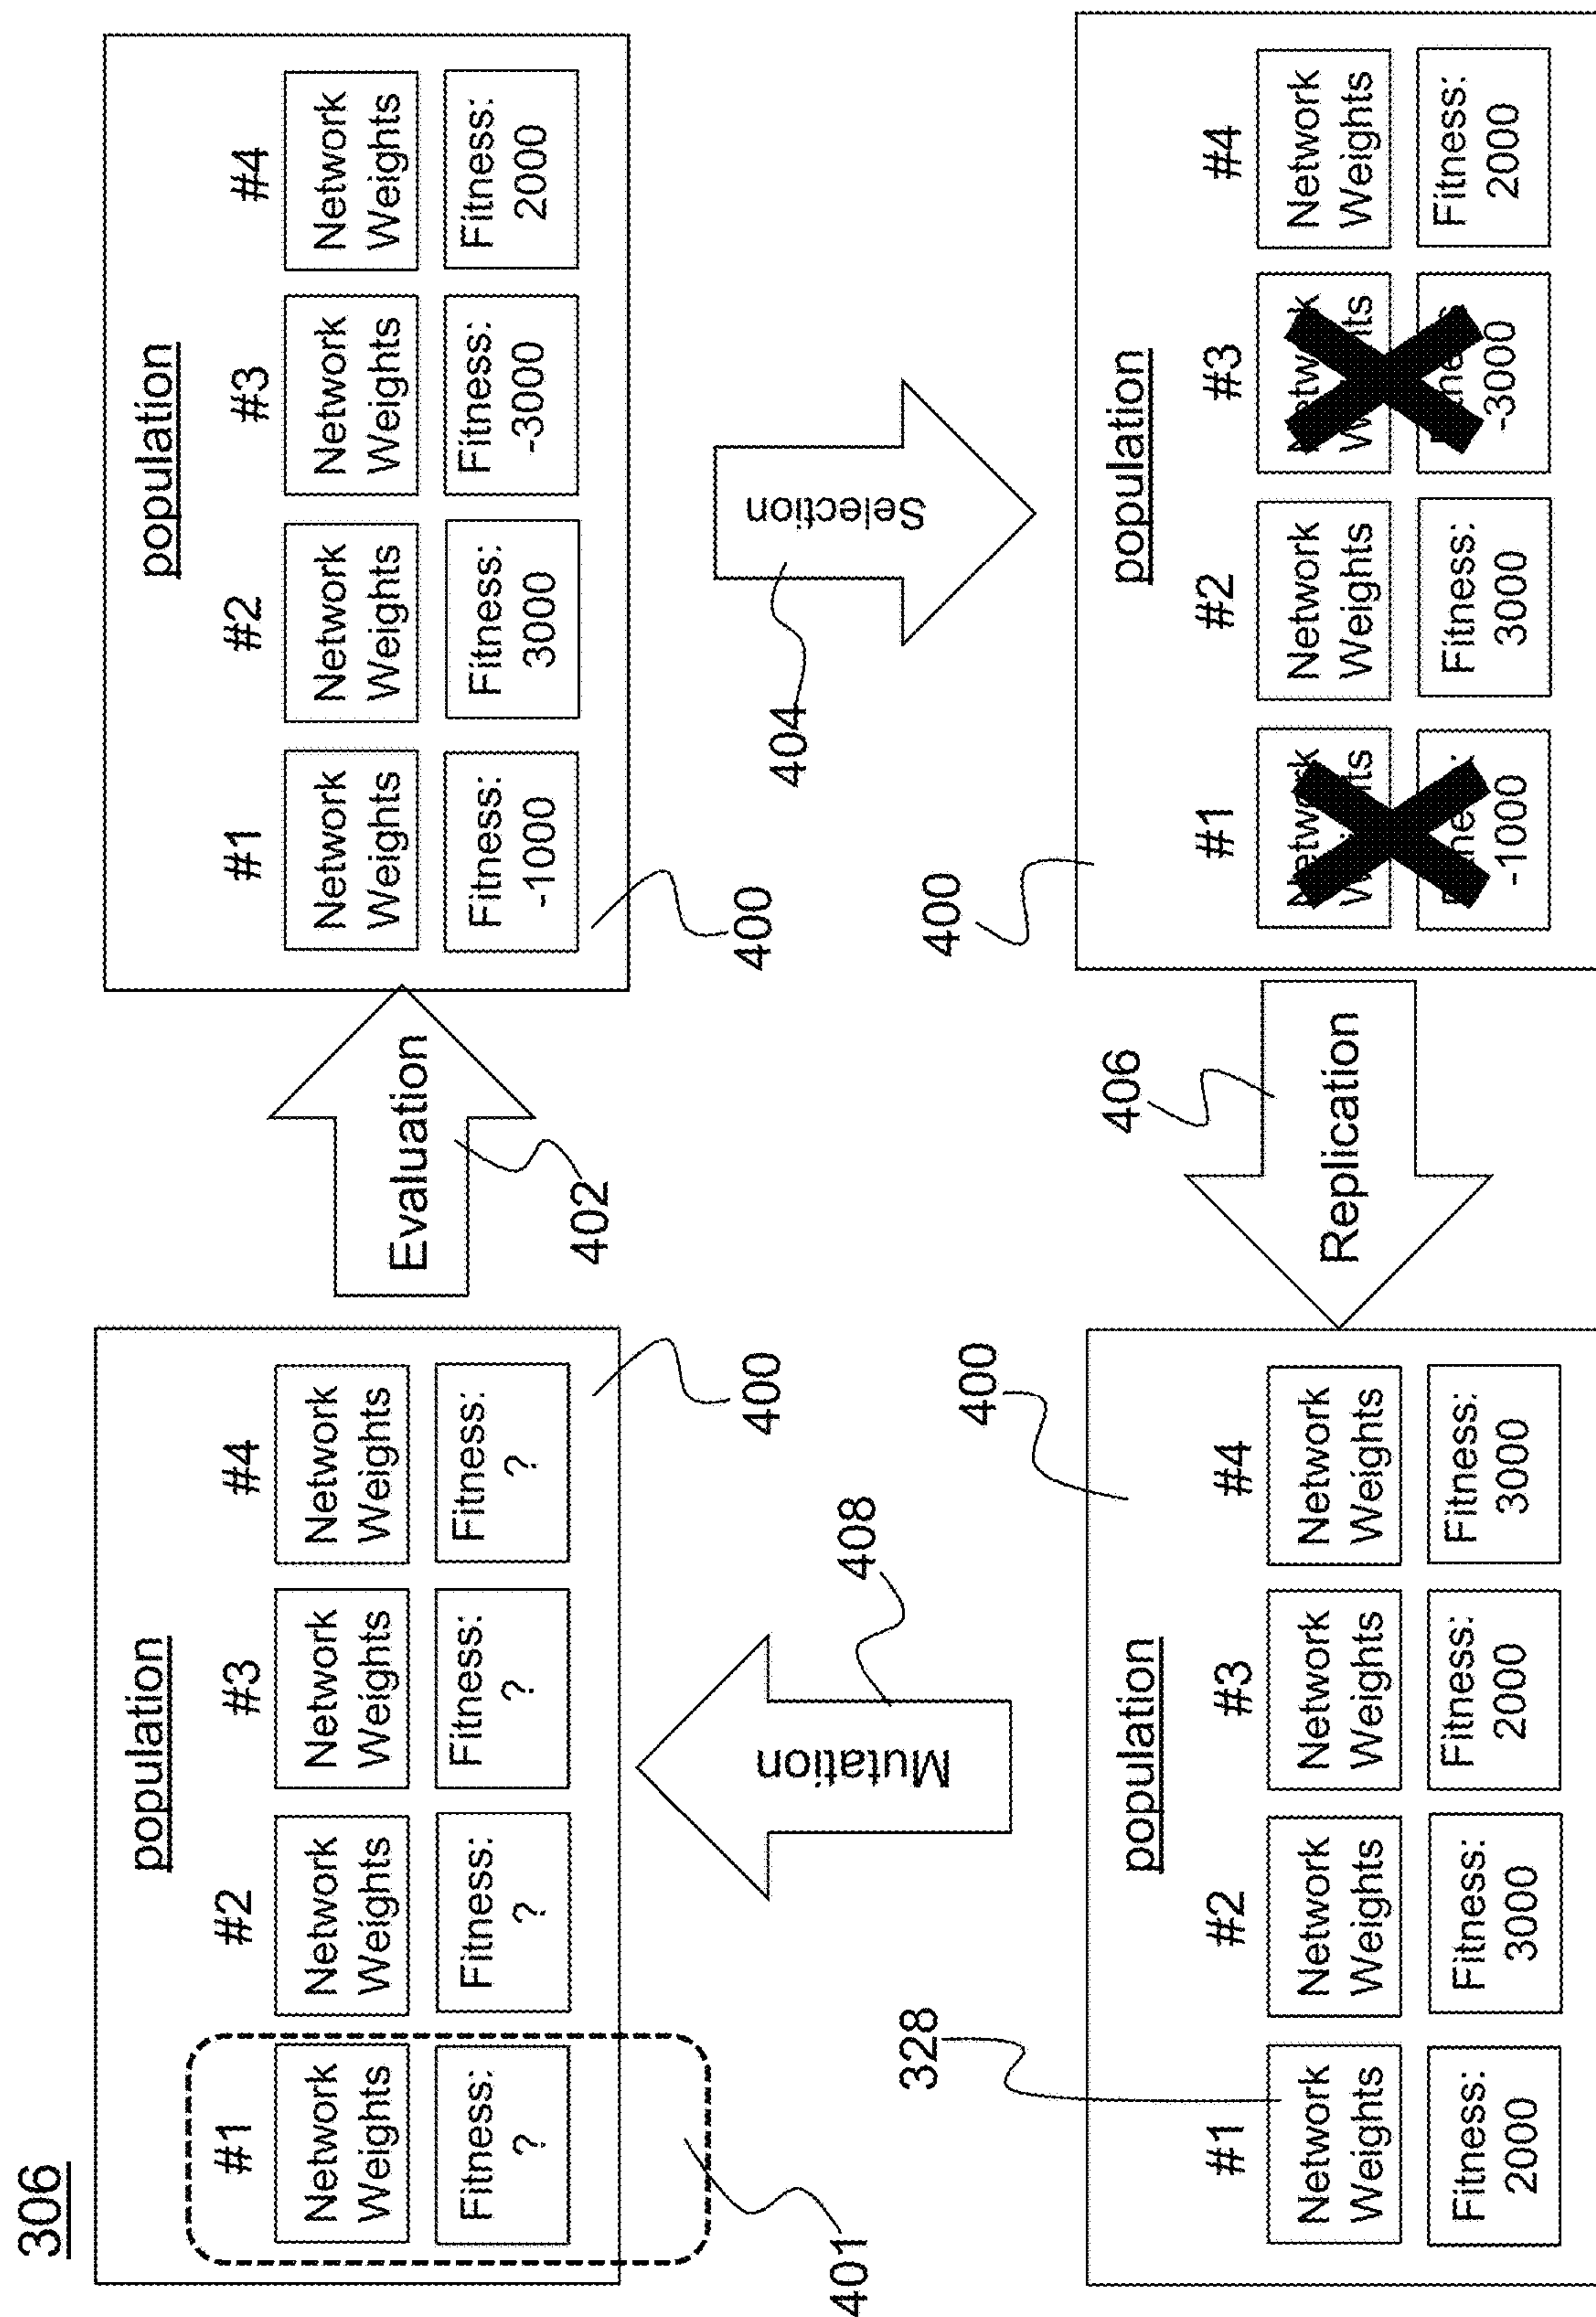 306
population
#1
#2
#3
#4
Network
Weights
Network
Weights
Network
Weights
Network
Weights
Fitness:
?
Fitness:
?
Fitness:
?
Fitness:
?
401
400
Evaluation
402
population
#1
#2
#3
#4
Network
Weights
Network
Weights
Network
Weights
Network
Weights
Fitness:
-1000
Fitness:
3000
Fitness:
-3000
Fitness:
2000
400
Mutation
408
Selection
404
population
#1
#2
#3
#4
Network
Weights
Network
Weights
Network
Weights
Network
Weights
Fitness:
2000
Fitness:
3000
Fitness:
2000
Fitness:
3000
328
400
Replication
406
population
#1
#2
#3
#4
Network
Weights
Network
Weights
-1000
Fitness:
3000
-3000
Fitness:
2000
400